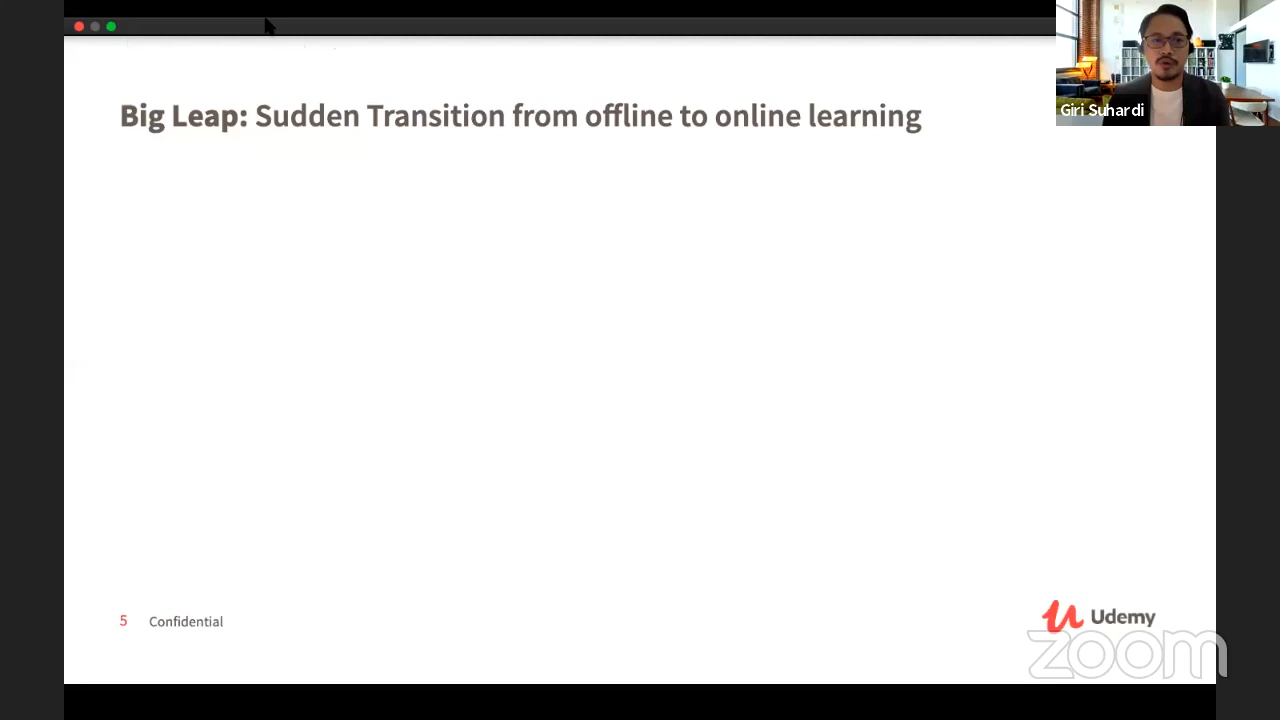 Big Leap: Sudden Transition from offline to online learning
Giri Suhardi
5 Confidential
Udemy
zoom